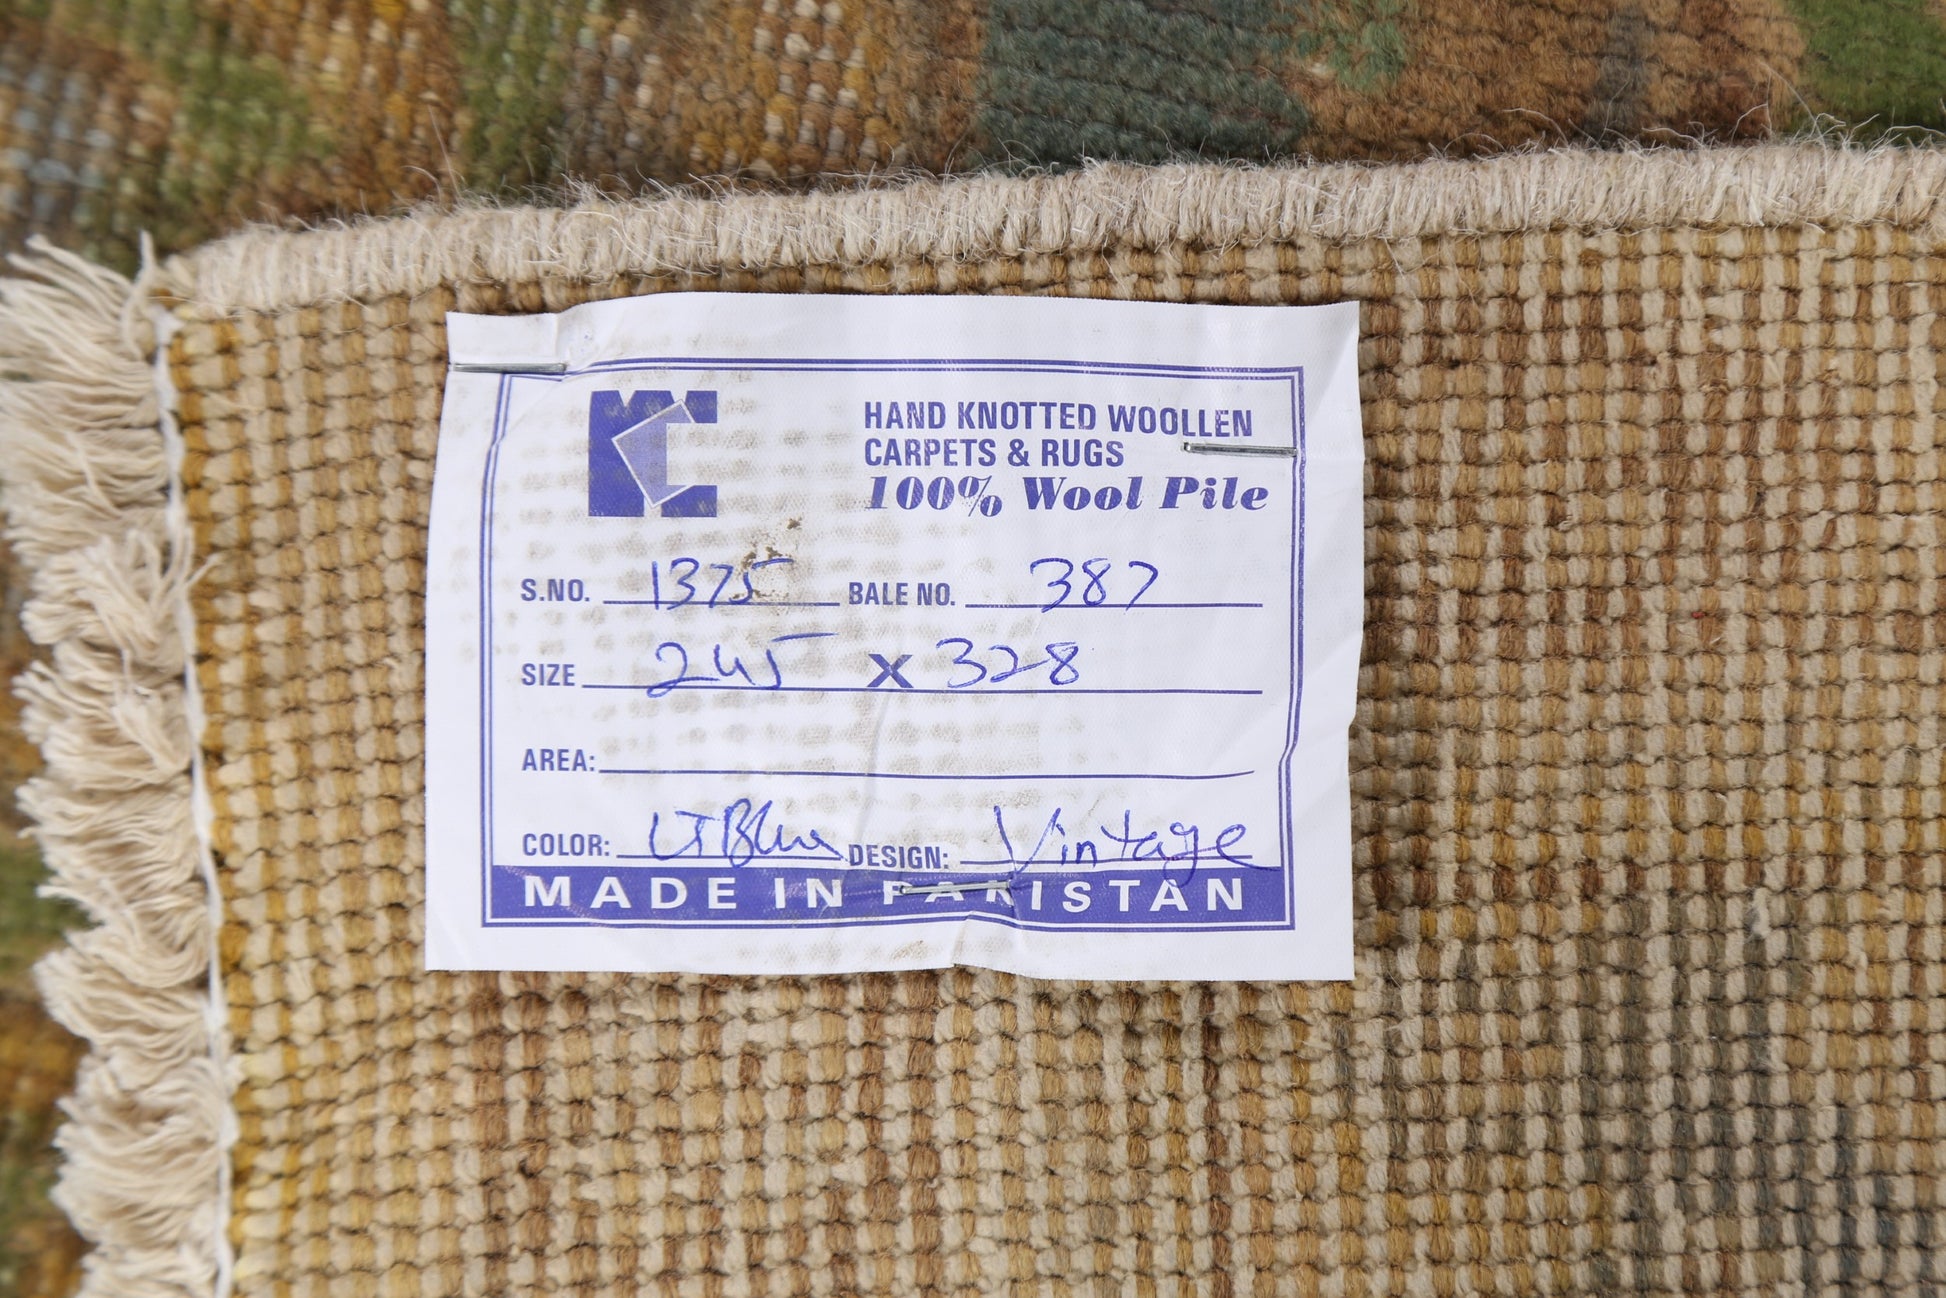 HAND KNOTTED WOOLLEN
CARPETS & RUGS
100% Wool Pile
S.NO. 1375 BALE NO. 387
SIZE 245 X 328
AREA:
COLOR: LT Blue DESIGN: Vintage
MADE IN PAKISTAN